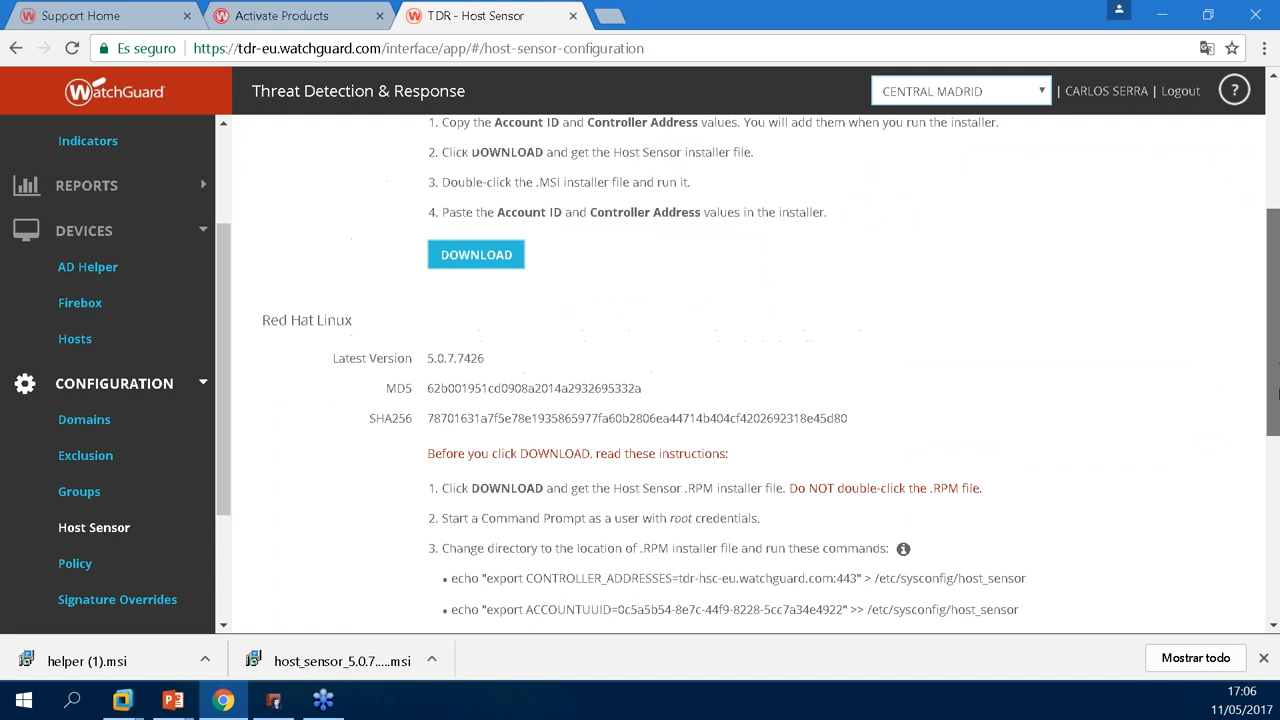 Support Home
Activate Products
TDR - Host Sensor
Es seguro
https://tdr-eu.watchguard.com/interface/app/#/host-sensor-configuration
WatchGuard
Threat Detection & Response
CENTRAL MADRID
| CARLOS SERRA | Logout
?
Indicators
REPORTS
DEVICES
AD Helper
Firebox
Hosts
CONFIGURATION
Domains
Exclusion
Groups
Host Sensor
Policy
Signature Overrides
1. Copy the Account ID and Controller Address values. You will add them when you run the installer.
2. Click DOWNLOAD and get the Host Sensor installer file.
3. Double-click the .MSI installer file and run it.
4. Paste the Account ID and Controller Address values in the installer.
DOWNLOAD
Red Hat Linux
Latest Version 5.0.7.7426
MD5 62b001951cd0908a2014a2932695332a
SHA256 78701631a7f5e78e1935865977fa60b2806ea44714b404cf4202692318e45d80
Before you click DOWNLOAD, read these instructions:
1. Click DOWNLOAD and get the Host Sensor .RPM installer file. Do NOT double-click the .RPM file.
2. Start a Command Prompt as a user with root credentials.
3. Change directory to the location of .RPM installer file and run these commands:
• echo "export CONTROLLER_ADDRESSES=tdr-hsc-eu.watchguard.com:443" > /etc/sysconfig/host_sensor
• echo "export ACCOUNTUUID=0c5a5b54-8e7c-44f9-8228-5cc7a34e4922" >> /etc/sysconfig/host_sensor
helper (1).msi
host_sensor_5.0.7.....msi
Mostrar todo
17:06
11/05/2017